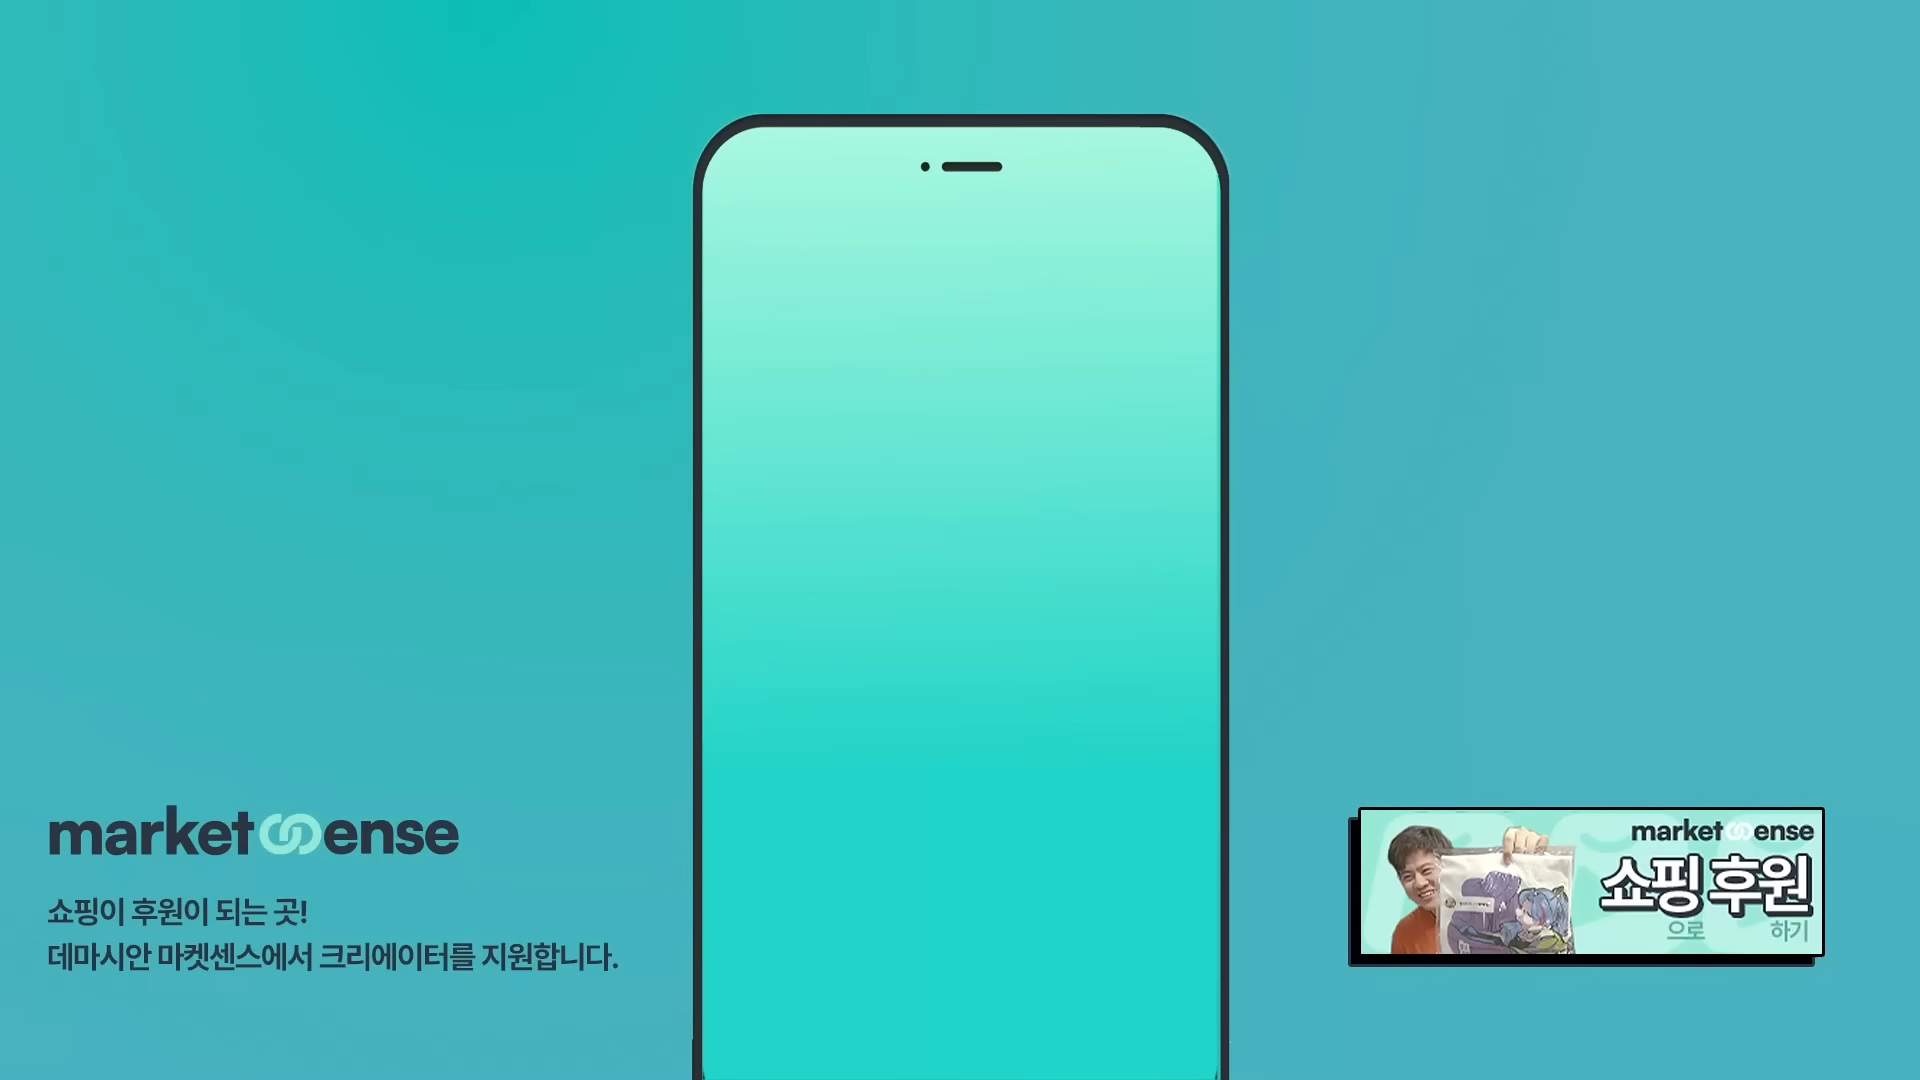 marketSense
쇼핑이 후원이 되는 곳!
데마시안 마켓센스에서 크리에이터를 지원합니다.
marketSense
쇼핑 후원
으로 하기